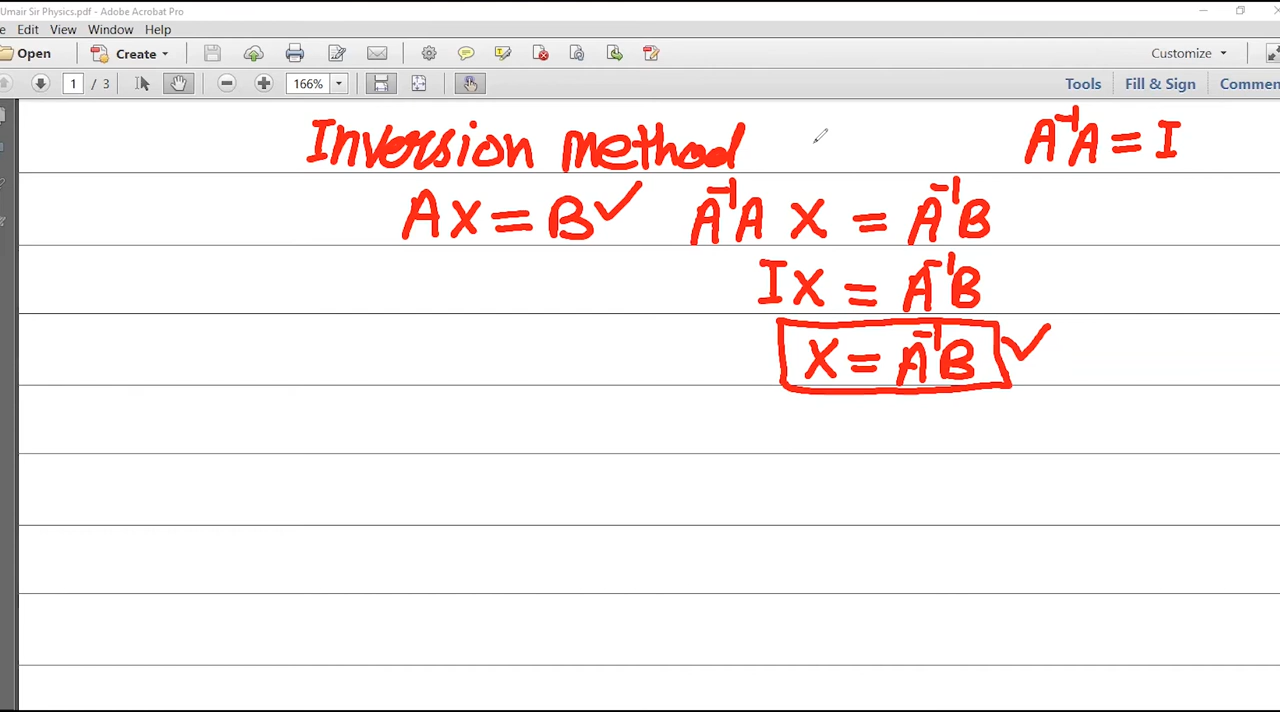 Umair Sir Physics.pdf - Adobe Acrobat Pro
Edit View Window Help
Open Create Customize
1 / 3 166% Tools Fill & Sign Commen
Inversion method A⁻¹A = I
AX = B✓ A⁻¹A X = A⁻¹B
IX = A⁻¹B
X = A⁻¹B ✓